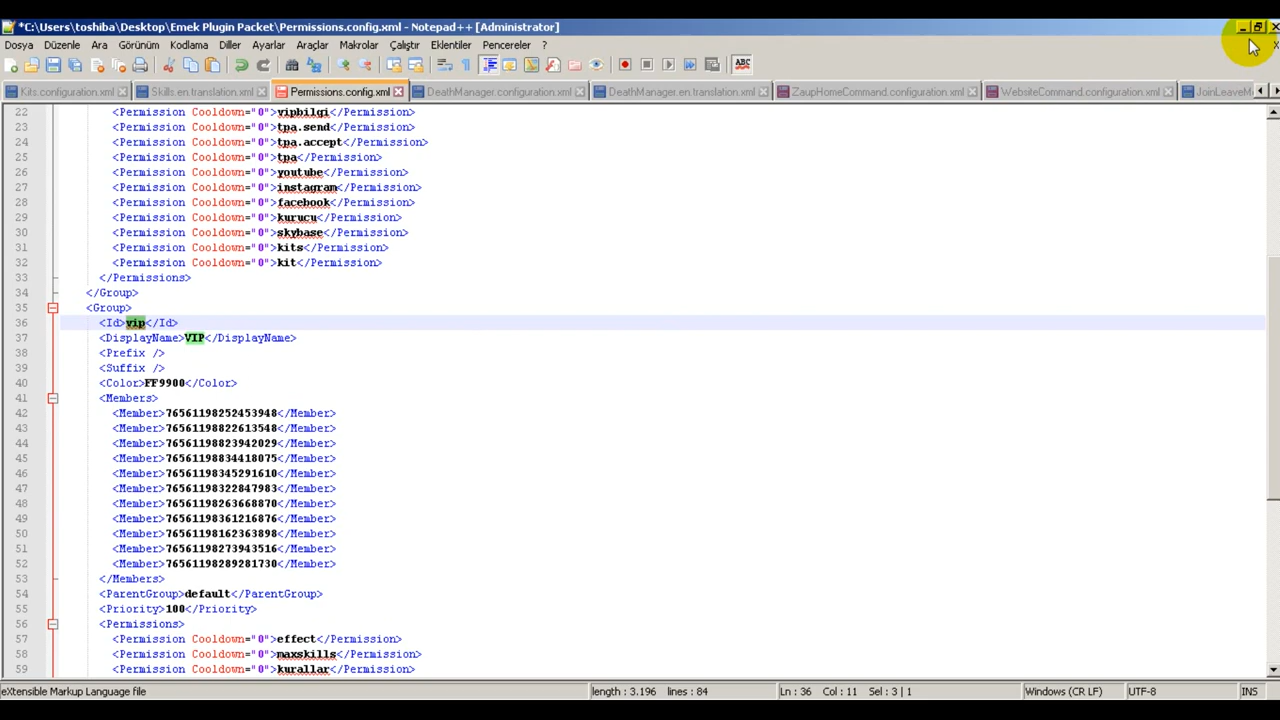 *C:\Users\toshiba\Desktop\Emek Plugin Packet\Permissions.config.xml - Notepad++ [Administrator]
Dosya Düzenle Ara Görünüm Kodlama Diller Ayarlar Araçlar Makrolar Çalıştır Eklentiler Pencereler ?
ABC
Kits.configuration.xml Skills.en.translation.xml Permissions.config.xml DeathManager.configuration.xml DeathManager.en.translation.xml ZaupHomeCommand.configuration.xml WebsiteCommand.configuration.xml JoinLeaveM
22 <Permission Cooldown="0">vipbilgi</Permission>
23 <Permission Cooldown="0">tpa.send</Permission>
24 <Permission Cooldown="0">tpa.accept</Permission>
25 <Permission Cooldown="0">tpa</Permission>
26 <Permission Cooldown="0">youtube</Permission>
27 <Permission Cooldown="0">instagram</Permission>
28 <Permission Cooldown="0">facebook</Permission>
29 <Permission Cooldown="0">kurucu</Permission>
30 <Permission Cooldown="0">skybase</Permission>
31 <Permission Cooldown="0">kits</Permission>
32 <Permission Cooldown="0">kit</Permission>
33 </Permissions>
34 </Group>
35 <Group>
36 <Id>vip</Id>
37 <DisplayName>VIP</DisplayName>
38 <Prefix />
39 <Suffix />
40 <Color>FF9900</Color>
41 <Members>
42 <Member>76561198252453948</Member>
43 <Member>76561198822613548</Member>
44 <Member>76561198823942029</Member>
45 <Member>76561198834418075</Member>
46 <Member>76561198345291610</Member>
47 <Member>76561198322847983</Member>
48 <Member>76561198263668870</Member>
49 <Member>76561198361216876</Member>
50 <Member>76561198162363898</Member>
51 <Member>76561198273943516</Member>
52 <Member>76561198289281730</Member>
53 </Members>
54 <ParentGroup>default</ParentGroup>
55 <Priority>100</Priority>
56 <Permissions>
57 <Permission Cooldown="0">effect</Permission>
58 <Permission Cooldown="0">maxskills</Permission>
59 <Permission Cooldown="0">kurallar</Permission>
eXtensible Markup Language file length : 3.196 lines : 84 Ln : 36 Col : 11 Sel : 3 | 1 Windows (CR LF) UTF-8 INS